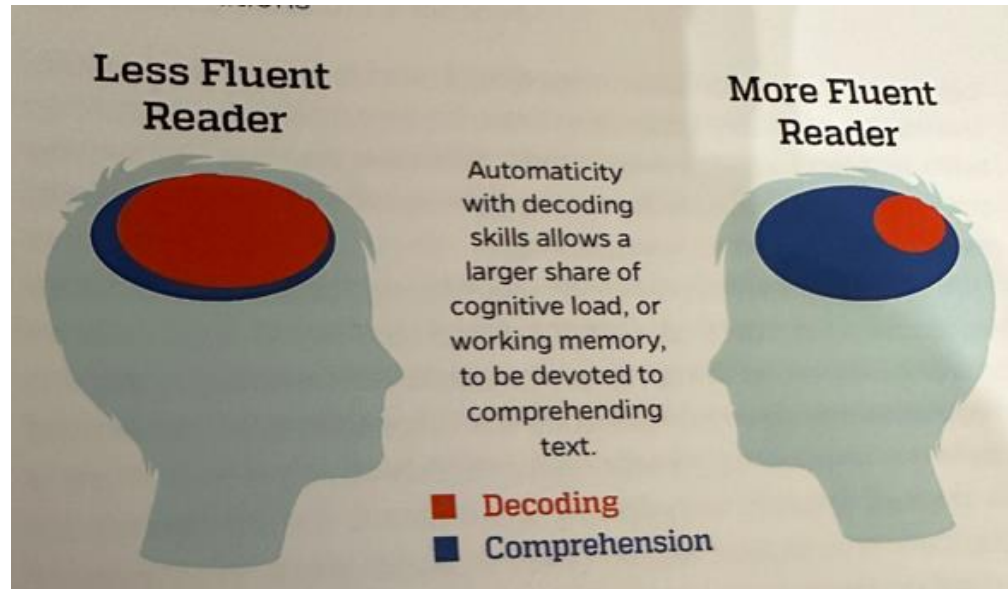 Less Fluent
Reader
More Fluent
Reader
Automaticity
with decoding
skills allows a
larger share of
cognitive load, or
working memory,
to be devoted to
comprehending
text.
Decoding
Comprehension